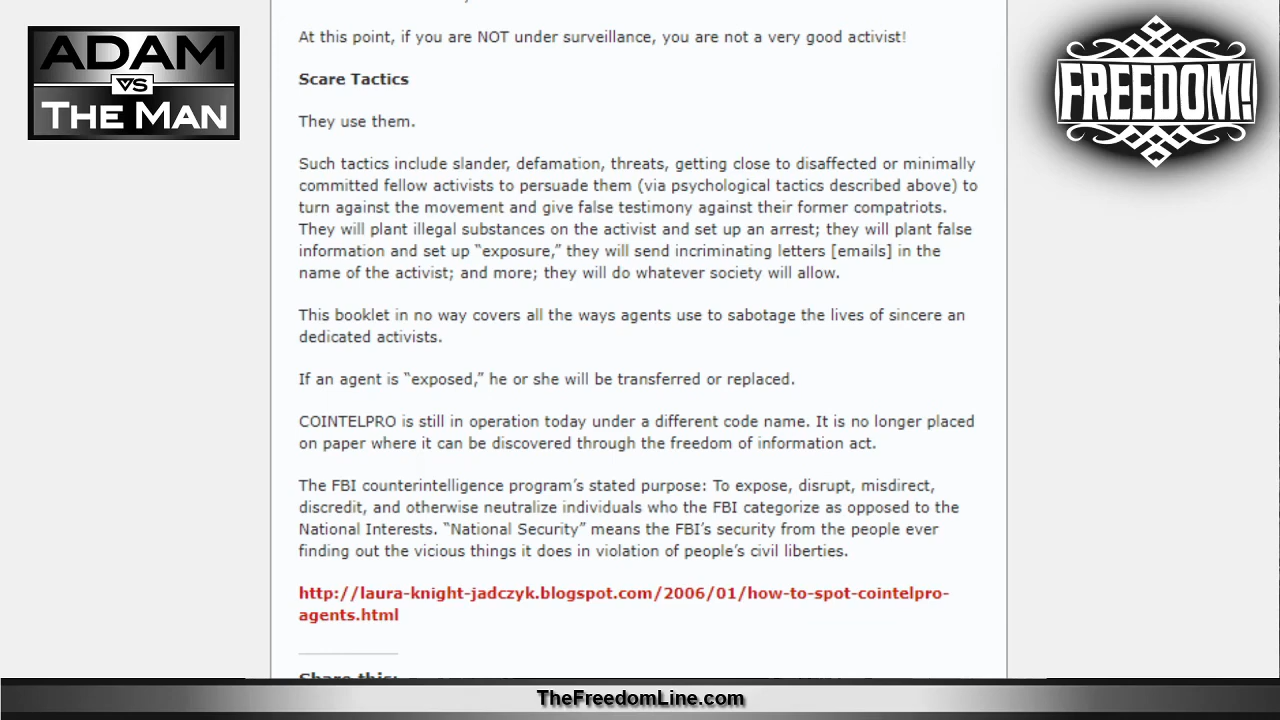 ADAM
VS
THE MAN
FREEDOM!
At this point, if you are NOT under surveillance, you are not a very good activist!
Scare Tactics
They use them.
Such tactics include slander, defamation, threats, getting close to disaffected or minimally
committed fellow activists to persuade them (via psychological tactics described above) to
turn against the movement and give false testimony against their former compatriots.
They will plant illegal substances on the activist and set up an arrest; they will plant false
information and set up “exposure,” they will send incriminating letters [emails] in the
name of the activist; and more; they will do whatever society will allow.
This booklet in no way covers all the ways agents use to sabotage the lives of sincere an
dedicated activists.
If an agent is “exposed,” he or she will be transferred or replaced.
COINTELPRO is still in operation today under a different code name. It is no longer placed
on paper where it can be discovered through the freedom of information act.
The FBI counterintelligence program’s stated purpose: To expose, disrupt, misdirect,
discredit, and otherwise neutralize individuals who the FBI categorize as opposed to the
National Interests. “National Security” means the FBI’s security from the people ever
finding out the vicious things it does in violation of people’s civil liberties.
http://laura-knight-jadczyk.blogspot.com/2006/01/how-to-spot-cointelpro-
agents.html
Share this:
TheFreedomLine.com